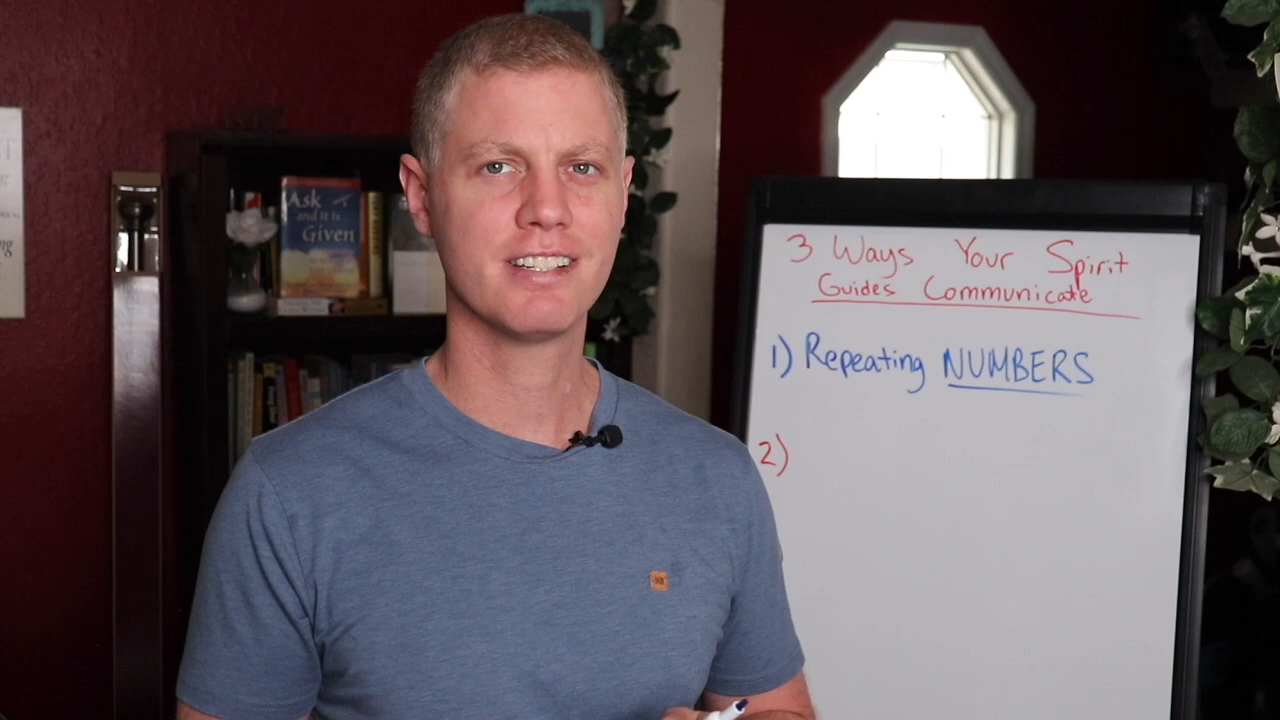 Ask
and It Is
Given
3 Ways Your Spirit
Guides Communicate
1) Repeating NUMBERS
2)